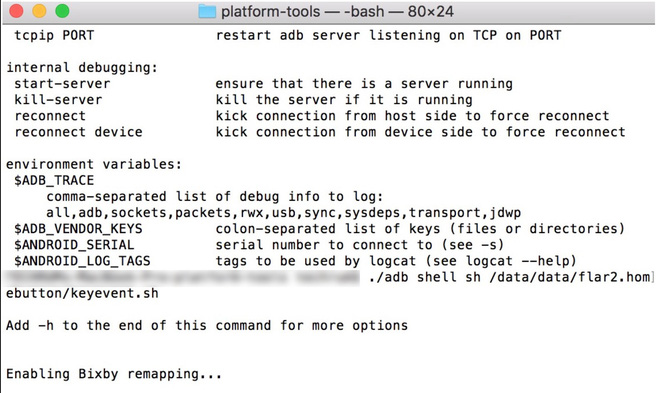 platform-tools — -bash — 80×24
tcpip PORT restart adb server listening on TCP on PORT
internal debugging:
start-server ensure that there is a server running
kill-server kill the server if it is running
reconnect kick connection from host side to force reconnect
reconnect device kick connection from device side to force reconnect
environment variables:
$ADB_TRACE
comma-separated list of debug info to log:
all,adb,sockets,packets,rwx,usb,sync,sysdeps,transport,jdwp
$ADB_VENDOR_KEYS colon-separated list of keys (files or directories)
$ANDROID_SERIAL serial number to connect to (see -s)
$ANDROID_LOG_TAGS tags to be used by logcat (see logcat --help)
./adb shell sh /data/data/flar2.hom]
ebutton/keyevent.sh
Add -h to the end of this command for more options
Enabling Bixby remapping...